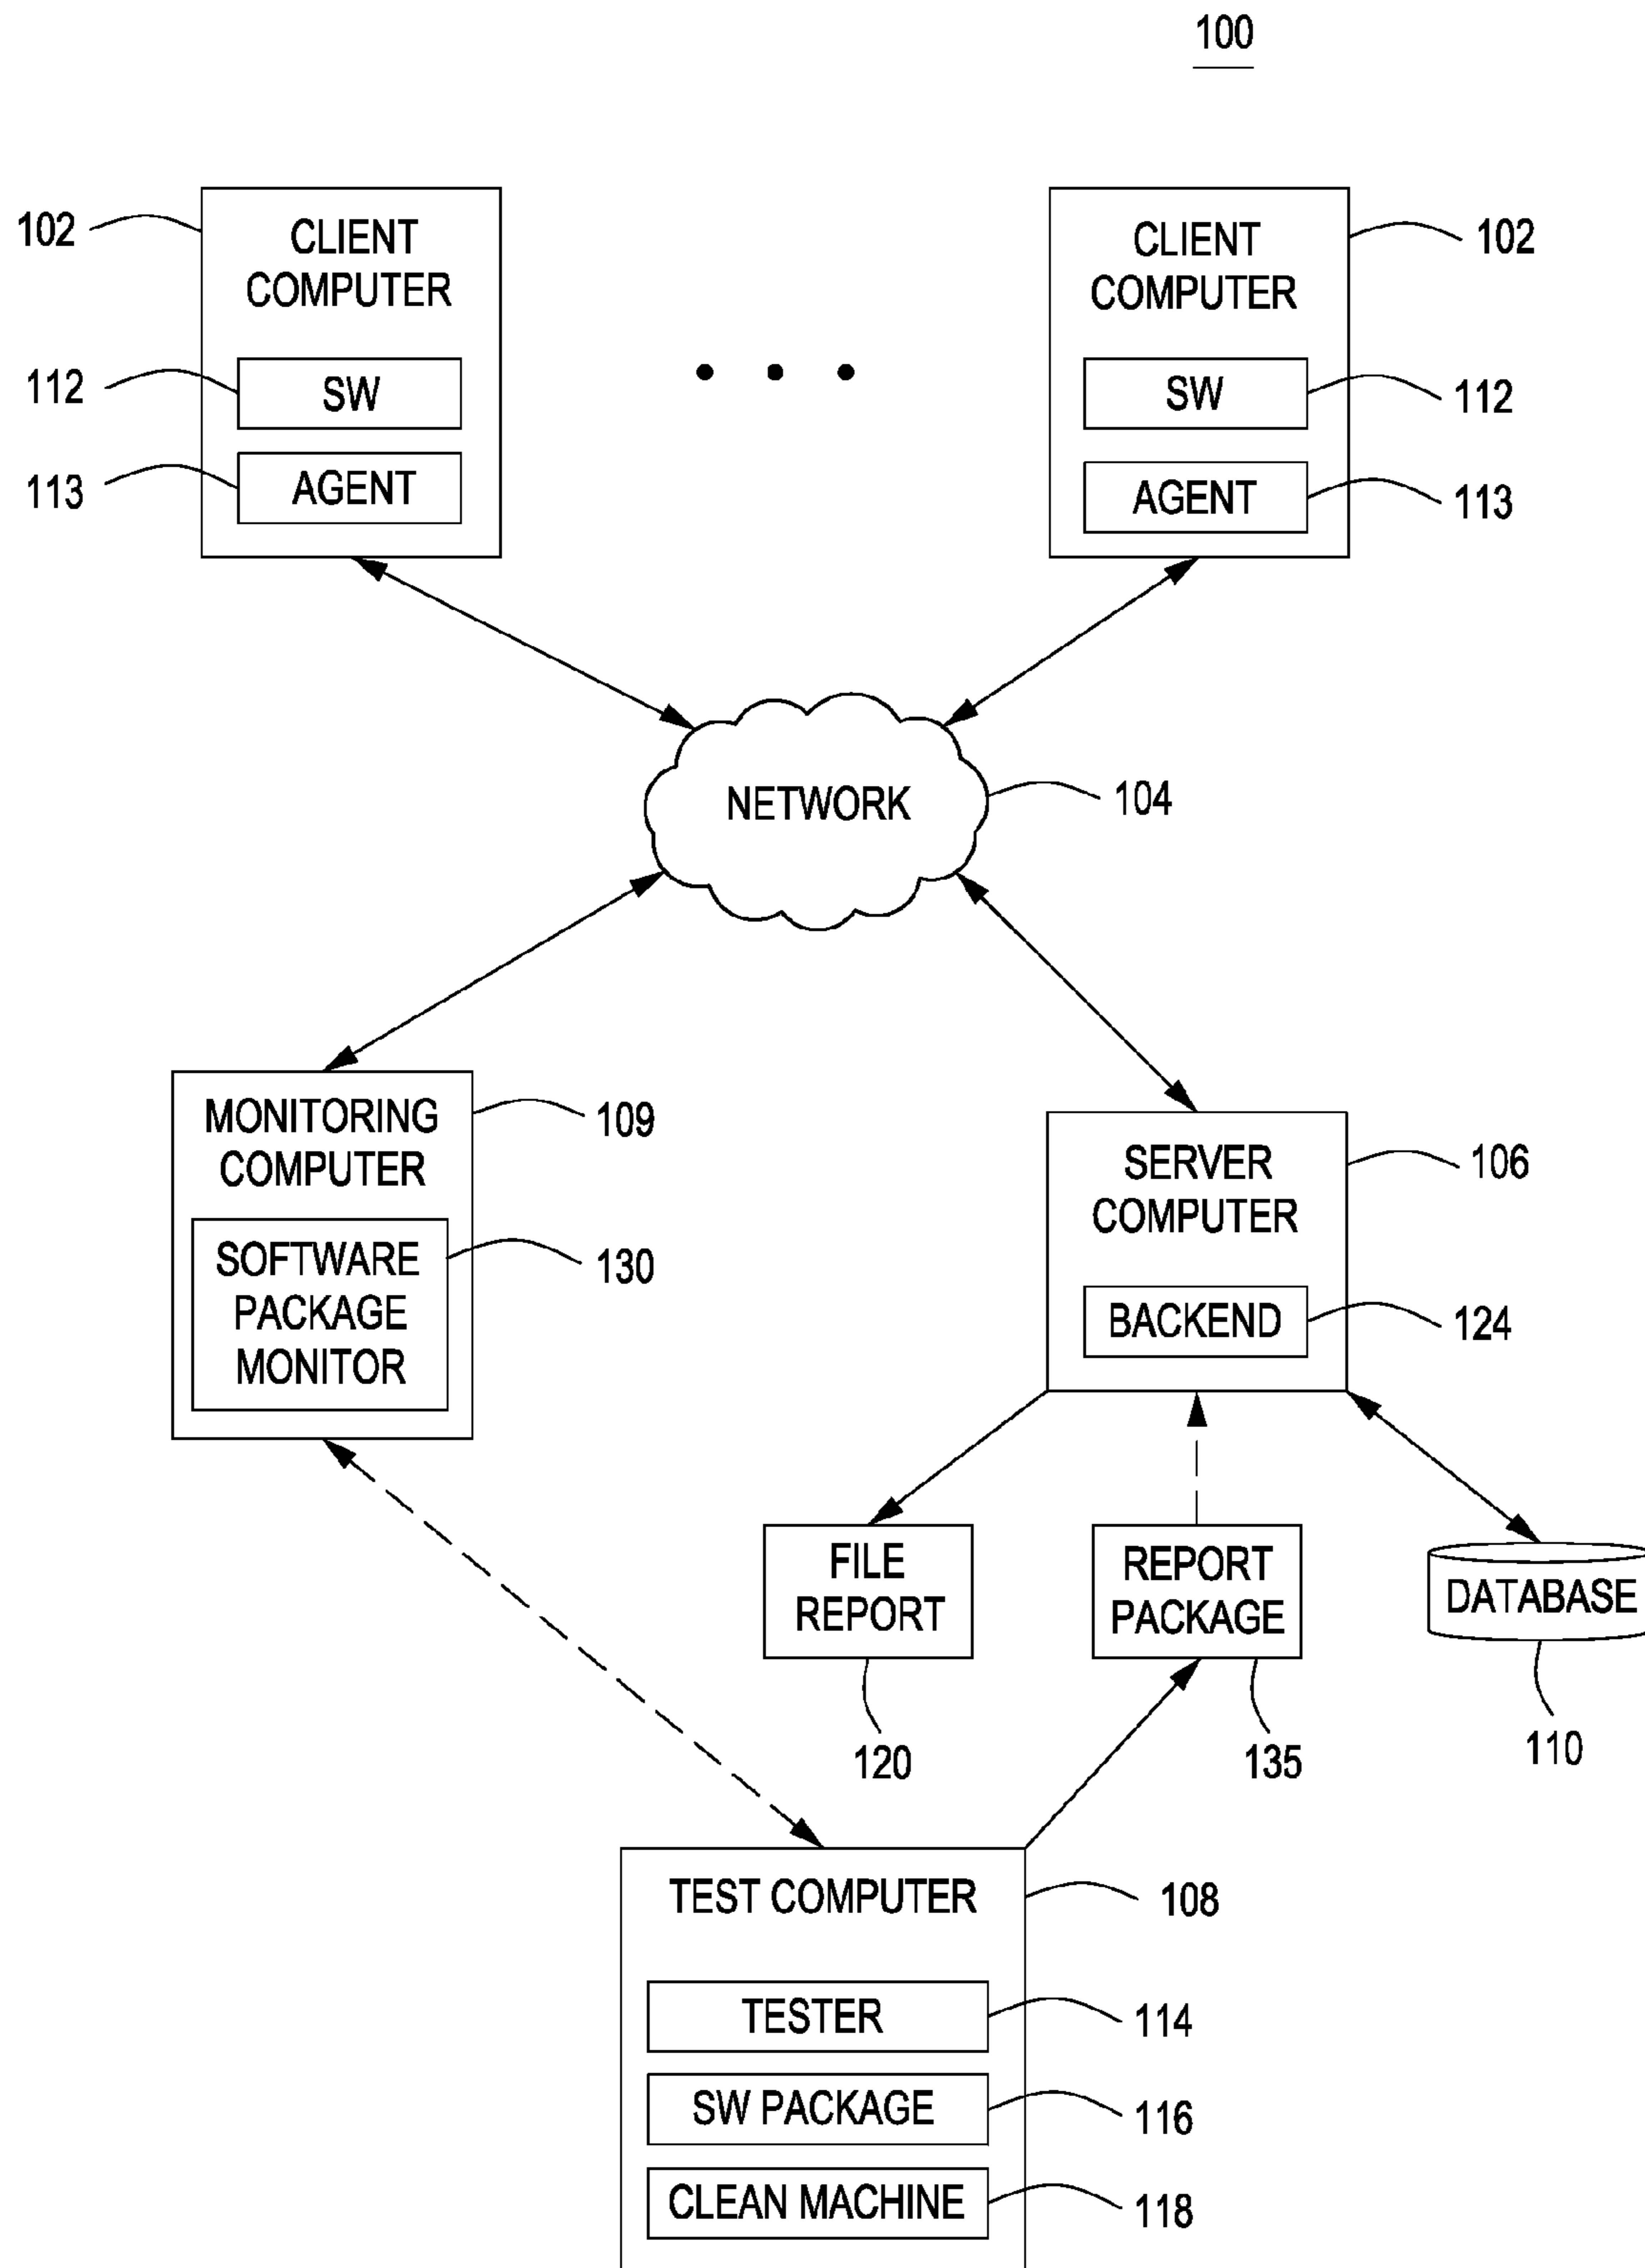 100
102
CLIENT
COMPUTER
112
SW
113
AGENT
CLIENT
COMPUTER
102
SW
112
AGENT
113
NETWORK
104
MONITORING
COMPUTER
109
SOFTWARE
PACKAGE
MONITOR
130
SERVER
COMPUTER
106
BACKEND
124
FILE
REPORT
120
REPORT
PACKAGE
135
DATABASE
110
TEST COMPUTER
108
TESTER
114
SW PACKAGE
116
CLEAN MACHINE
118